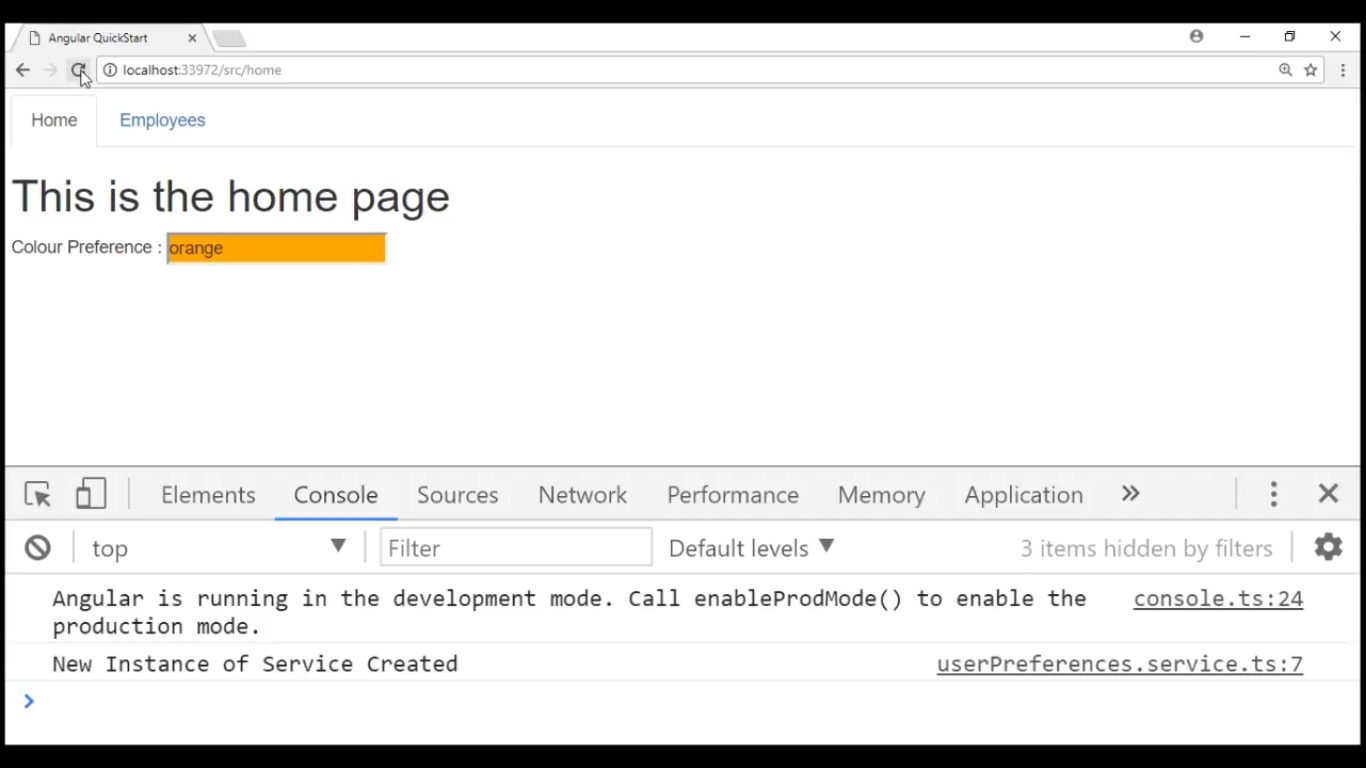 Angular QuickStart
localhost:33972/src/home
Home Employees
This is the home page
Colour Preference : orange
Elements Console Sources Network Performance Memory Application
top Filter Default levels 3 items hidden by filters
Angular is running in the development mode. Call enableProdMode() to enable the console.ts:24
production mode.
New Instance of Service Created userPreferences.service.ts:7